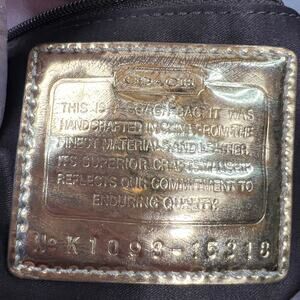 COACH
THIS IS A COACH BAG. IT WAS
HANDCRAFTED IN FROM THE
FINEST MATERIALS AND LEATHER.
ITS SUPERIOR CRAFTSMANSHIP
REFLECTS OUR COMMITMENT TO
ENDURING QUALITY.
No K1093-15318